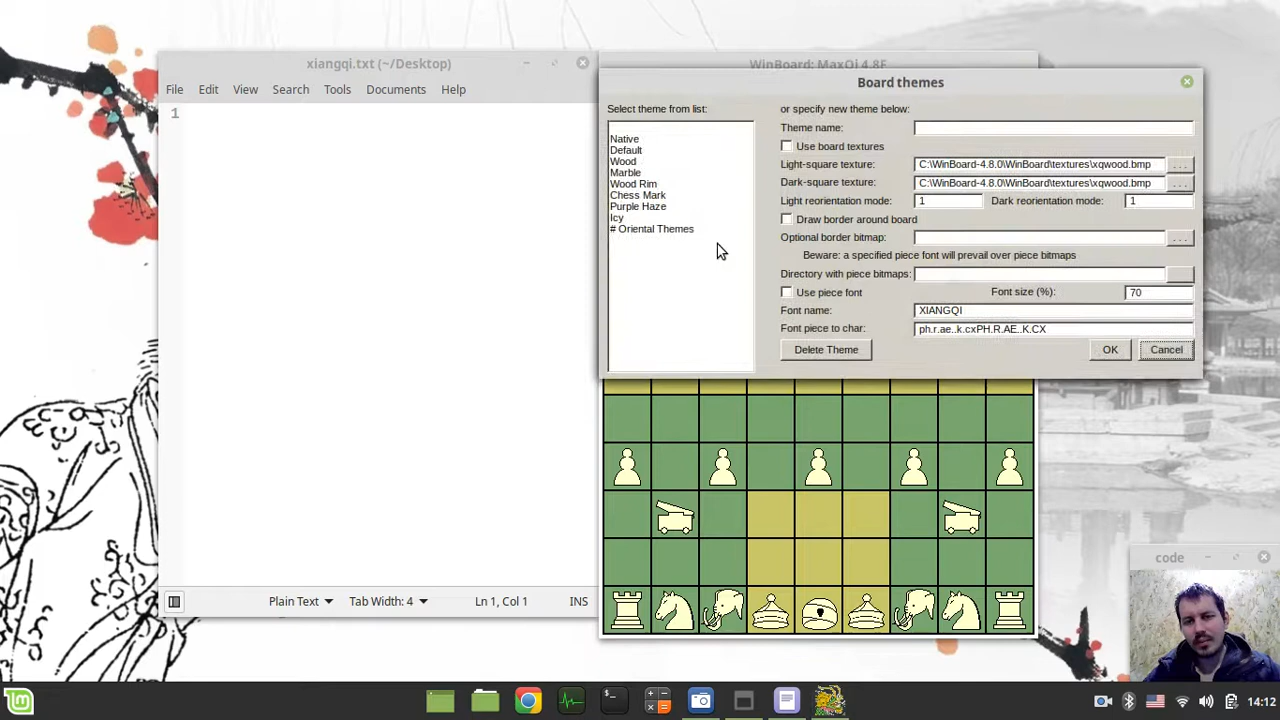 xiangqi.txt (~/Desktop)
File Edit View Search Tools Documents Help
1
Plain Text Tab Width: 4 Ln 1, Col 1 INS
WinBoard: MaxQi 4.8F
Board themes
Select theme from list:
Native
Default
Wood
Marble
Wood Rim
Chess Mark
Purple Haze
Icy
# Oriental Themes
or specify new theme below:
Theme name:
Use board textures
Light-square texture: C:\WinBoard-4.8.0\WinBoard\textures\xqwood.bmp ...
Dark-square texture: C:\WinBoard-4.8.0\WinBoard\textures\xqwood.bmp ...
Light reorientation mode: 1 Dark reorientation mode: 1
Draw border around board
Optional border bitmap: ...
Beware: a specified piece font will prevail over piece bitmaps
Directory with piece bitmaps:
Use piece font Font size (%): 70
Font name: XIANGQI
Font piece to char: ph.r.ae..k.cxPH.R.AE..K.CX
Delete Theme OK Cancel
code
14:12